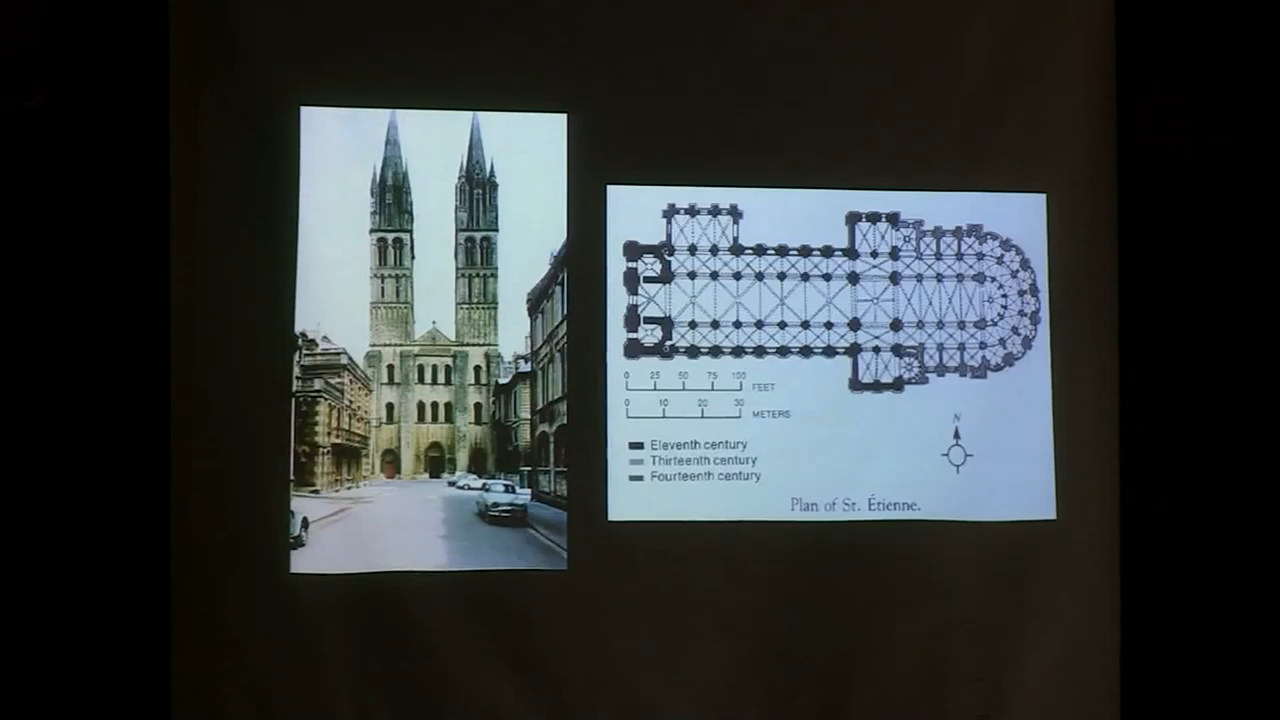 0 25 50 75 100
FEET
0 10 20 30
METERS
Eleventh century
Thirteenth century
Fourteenth century
N
Plan of St. Étienne.